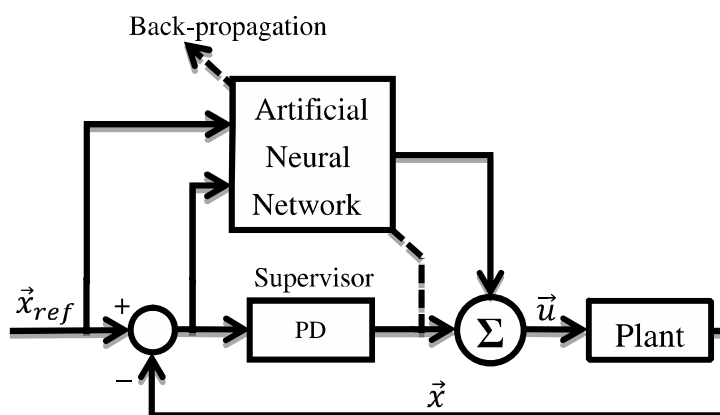 Back-propagation
Artificial
Neural
Network
Supervisor
x⃗ref
+
PD
Σ
u⃗
Plant
−
x⃗